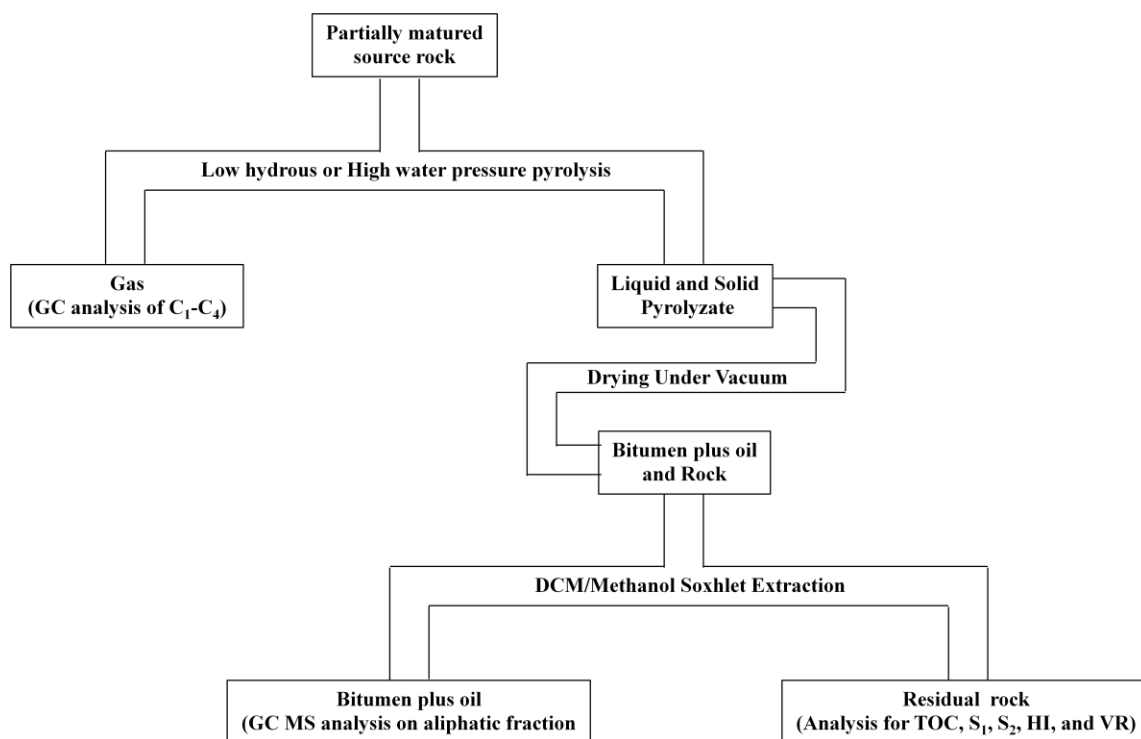 Partially matured
source rock
Low hydrous or High water pressure pyrolysis
Gas
(GC analysis of C₁-C₄)
Liquid and Solid
Pyrolyzate
Drying Under Vacuum
Bitumen plus oil
and Rock
DCM/Methanol Soxhlet Extraction
Bitumen plus oil
(GC MS analysis on aliphatic fraction
Residual rock
(Analysis for TOC, S₁, S₂, HI, and VR)